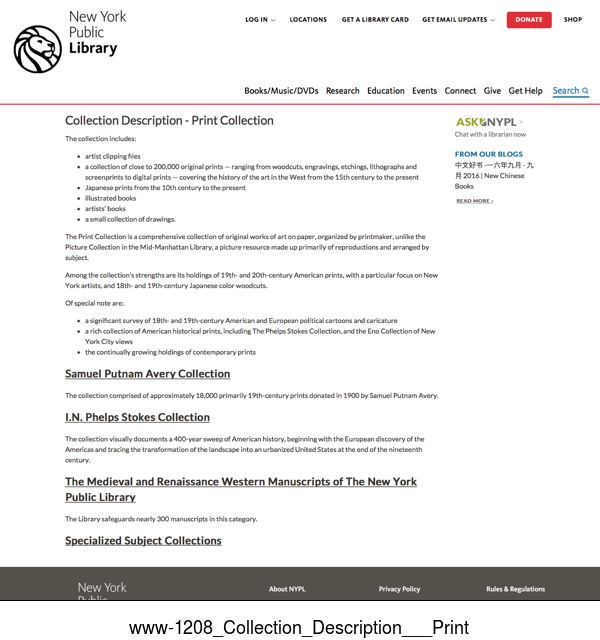 New York
Public
Library
LOG IN
LOCATIONS
GET A LIBRARY CARD
GET EMAIL UPDATES
DONATE
SHOP
Books/Music/DVDs Research Education Events Connect Give Get Help Search
Collection Description - Print Collection
The collection includes:
• artist clipping files
• a collection of close to 200,000 original prints — ranging from woodcuts, engravings, etchings, lithographs and
screenprints to digital prints — covering the history of the art in the West from the 15th century to the present
• Japanese prints from the 10th century to the present
• illustrated books
• artists' books
• a small collection of drawings.
The Print Collection is a comprehensive collection of original works of art on paper, organized by printmaker, unlike the
Picture Collection in the Mid-Manhattan Library, a picture resource made up primarily of reproductions and arranged by
subject.
Among the collection's strengths are its holdings of 19th- and 20th-century American prints, with a particular focus on New
York artists, and 18th- and 19th-century Japanese color woodcuts.
Of special note are:
• a significant survey of 18th- and 19th-century American and European political cartoons and caricature
• a rich collection of American historical prints, including The Phelps Stokes Collection, and the Eno Collection of New
York City views
• the continually growing holdings of contemporary prints
Samuel Putnam Avery Collection
The collection comprised of approximately 18,000 primarily 19th-century prints donated in 1900 by Samuel Putnam Avery.
I.N. Phelps Stokes Collection
The collection visually documents a 400-year sweep of American history, beginning with the European discovery of the
Americas and tracing the transformation of the landscape into an urbanized United States at the end of the nineteenth
century.
The Medieval and Renaissance Western Manuscripts of The New York
Public Library
The Library safeguards nearly 300 manuscripts in this category.
Specialized Subject Collections
ASK NYPL >
Chat with a librarian now
FROM OUR BLOGS
中文好书 -一六年九月 - 九
月 2016 | New Chinese
Books
READ MORE ›
New York
Public
About NYPL
Privacy Policy
Rules & Regulations
www-1208_Collection_Description___Print